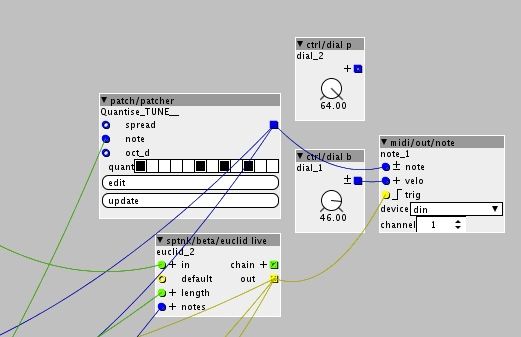 ctrl/dial p
dial_2
+
64.00
patch/patcher
Quantise_TUNE__
spread
note
oct_d
quant
edit
update
ctrl/dial b
dial_1
±
46.00
midi/out/note
note_1
± note
+ velo
trig
device din
channel 1
sptnk/beta/euclid live
euclid_2
+ in chain +
default out
+ length
+ notes